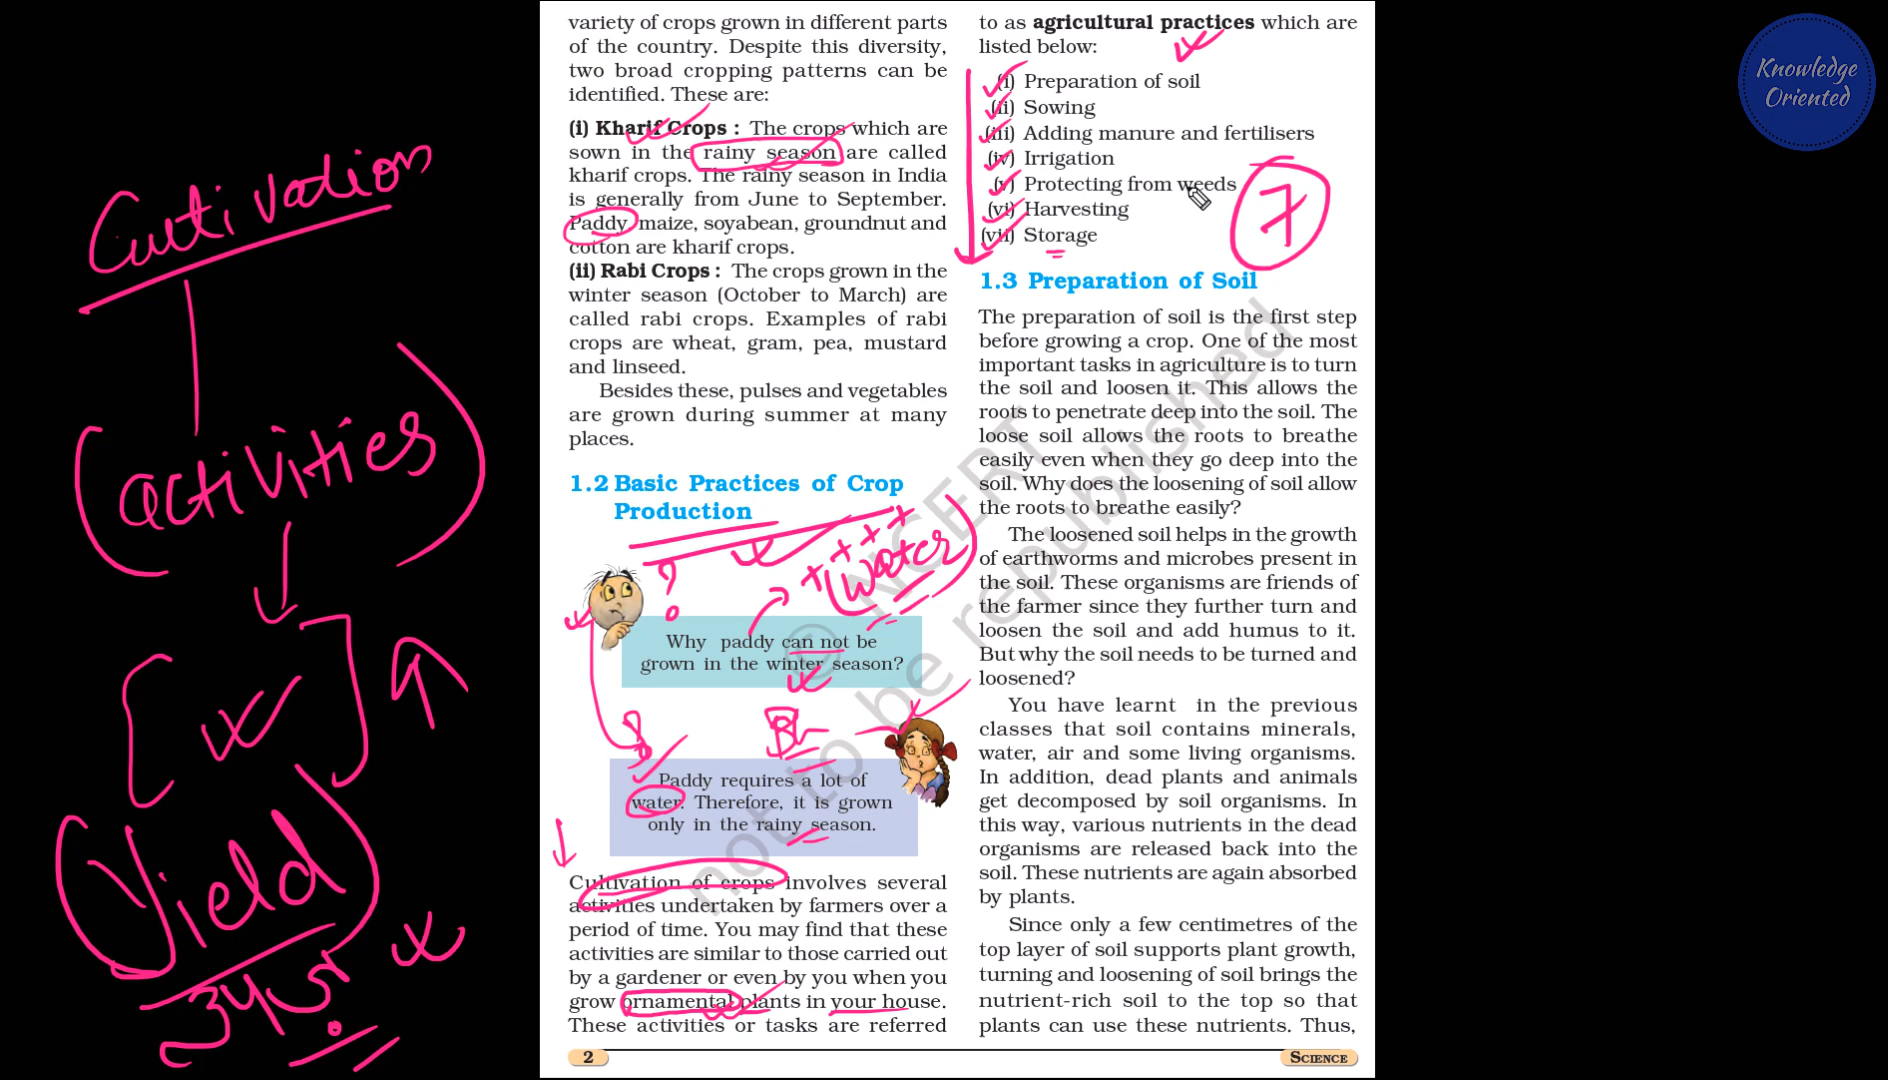 Knowledge
Oriented
Cultivation
(activities)
Yield
variety of crops grown in different parts
of the country. Despite this diversity,
two broad cropping patterns can be
identified. These are:
(i) Kharif Crops : The crops which are
sown in the rainy season are called
kharif crops. The rainy season in India
is generally from June to September.
Paddy, maize, soyabean, groundnut and
cotton are kharif crops.
(ii) Rabi Crops : The crops grown in the
winter season (October to March) are
called rabi crops. Examples of rabi
crops are wheat, gram, pea, mustard
and linseed.
Besides these, pulses and vegetables
are grown during summer at many
places.
1.2 Basic Practices of Crop
Production
?
(water)
Why paddy can not be
grown in the winter season?
Paddy requires a lot of
water. Therefore, it is grown
only in the rainy season.
Cultivation of crops involves several
activities undertaken by farmers over a
period of time. You may find that these
activities are similar to those carried out
by a gardener or even by you when you
grow ornamental plants in your house.
These activities or tasks are referred
2
to as agricultural practices which are
listed below:
(i) Preparation of soil
(ii) Sowing
(iii) Adding manure and fertilisers
(iv) Irrigation
(v) Protecting from weeds
(vi) Harvesting
(vii) Storage
7
1.3 Preparation of Soil
The preparation of soil is the first step
before growing a crop. One of the most
important tasks in agriculture is to turn
the soil and loosen it. This allows the
roots to penetrate deep into the soil. The
loose soil allows the roots to breathe
easily even when they go deep into the
soil. Why does the loosening of soil allow
the roots to breathe easily?
The loosened soil helps in the growth
of earthworms and microbes present in
the soil. These organisms are friends of
the farmer since they further turn and
loosen the soil and add humus to it.
But why the soil needs to be turned and
loosened?
You have learnt in the previous
classes that soil contains minerals,
water, air and some living organisms.
In addition, dead plants and animals
get decomposed by soil organisms. In
this way, various nutrients in the dead
organisms are released back into the
soil. These nutrients are again absorbed
by plants.
Since only a few centimetres of the
top layer of soil supports plant growth,
turning and loosening of soil brings the
nutrient-rich soil to the top so that
plants can use these nutrients. Thus,
SCIENCE
© NCERT
not to be republished